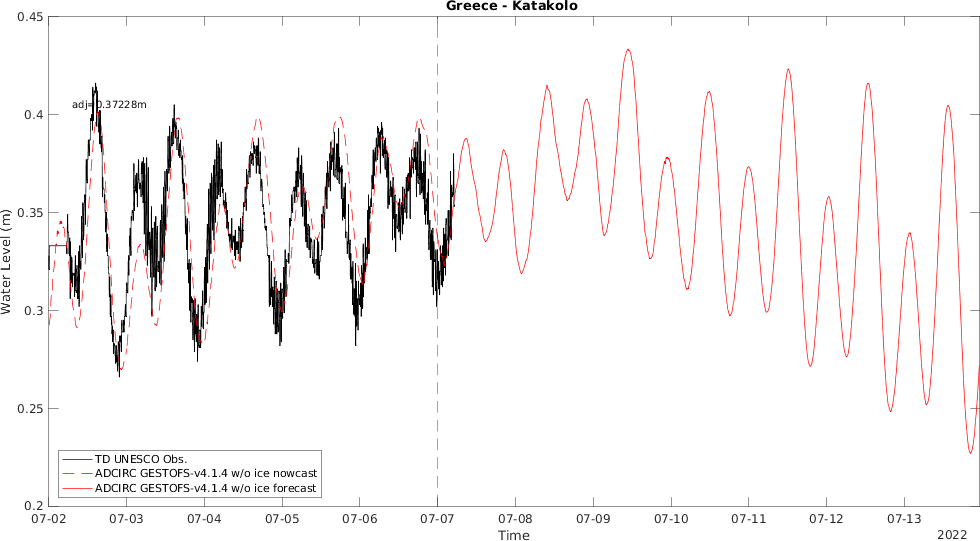 Greece - Katakolo
0.45
0.4
0.35
0.3
0.25
0.2
Water Level (m)
adj= 0.37228m
TD UNESCO Obs.
ADCIRC GESTOFS-v4.1.4 w/o ice nowcast
ADCIRC GESTOFS-v4.1.4 w/o ice forecast
07-02 07-03 07-04 07-05 07-06 07-07 07-08 07-09 07-10 07-11 07-12 07-13
Time
2022